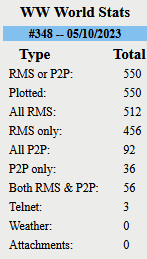 WW World Stats
#348 -- 05/10/2023
Type Total
RMS or P2P: 550
Plotted: 550
All RMS: 512
RMS only: 456
All P2P: 92
P2P only: 36
Both RMS & P2P: 56
Telnet: 3
Weather: 0
Attachments: 0